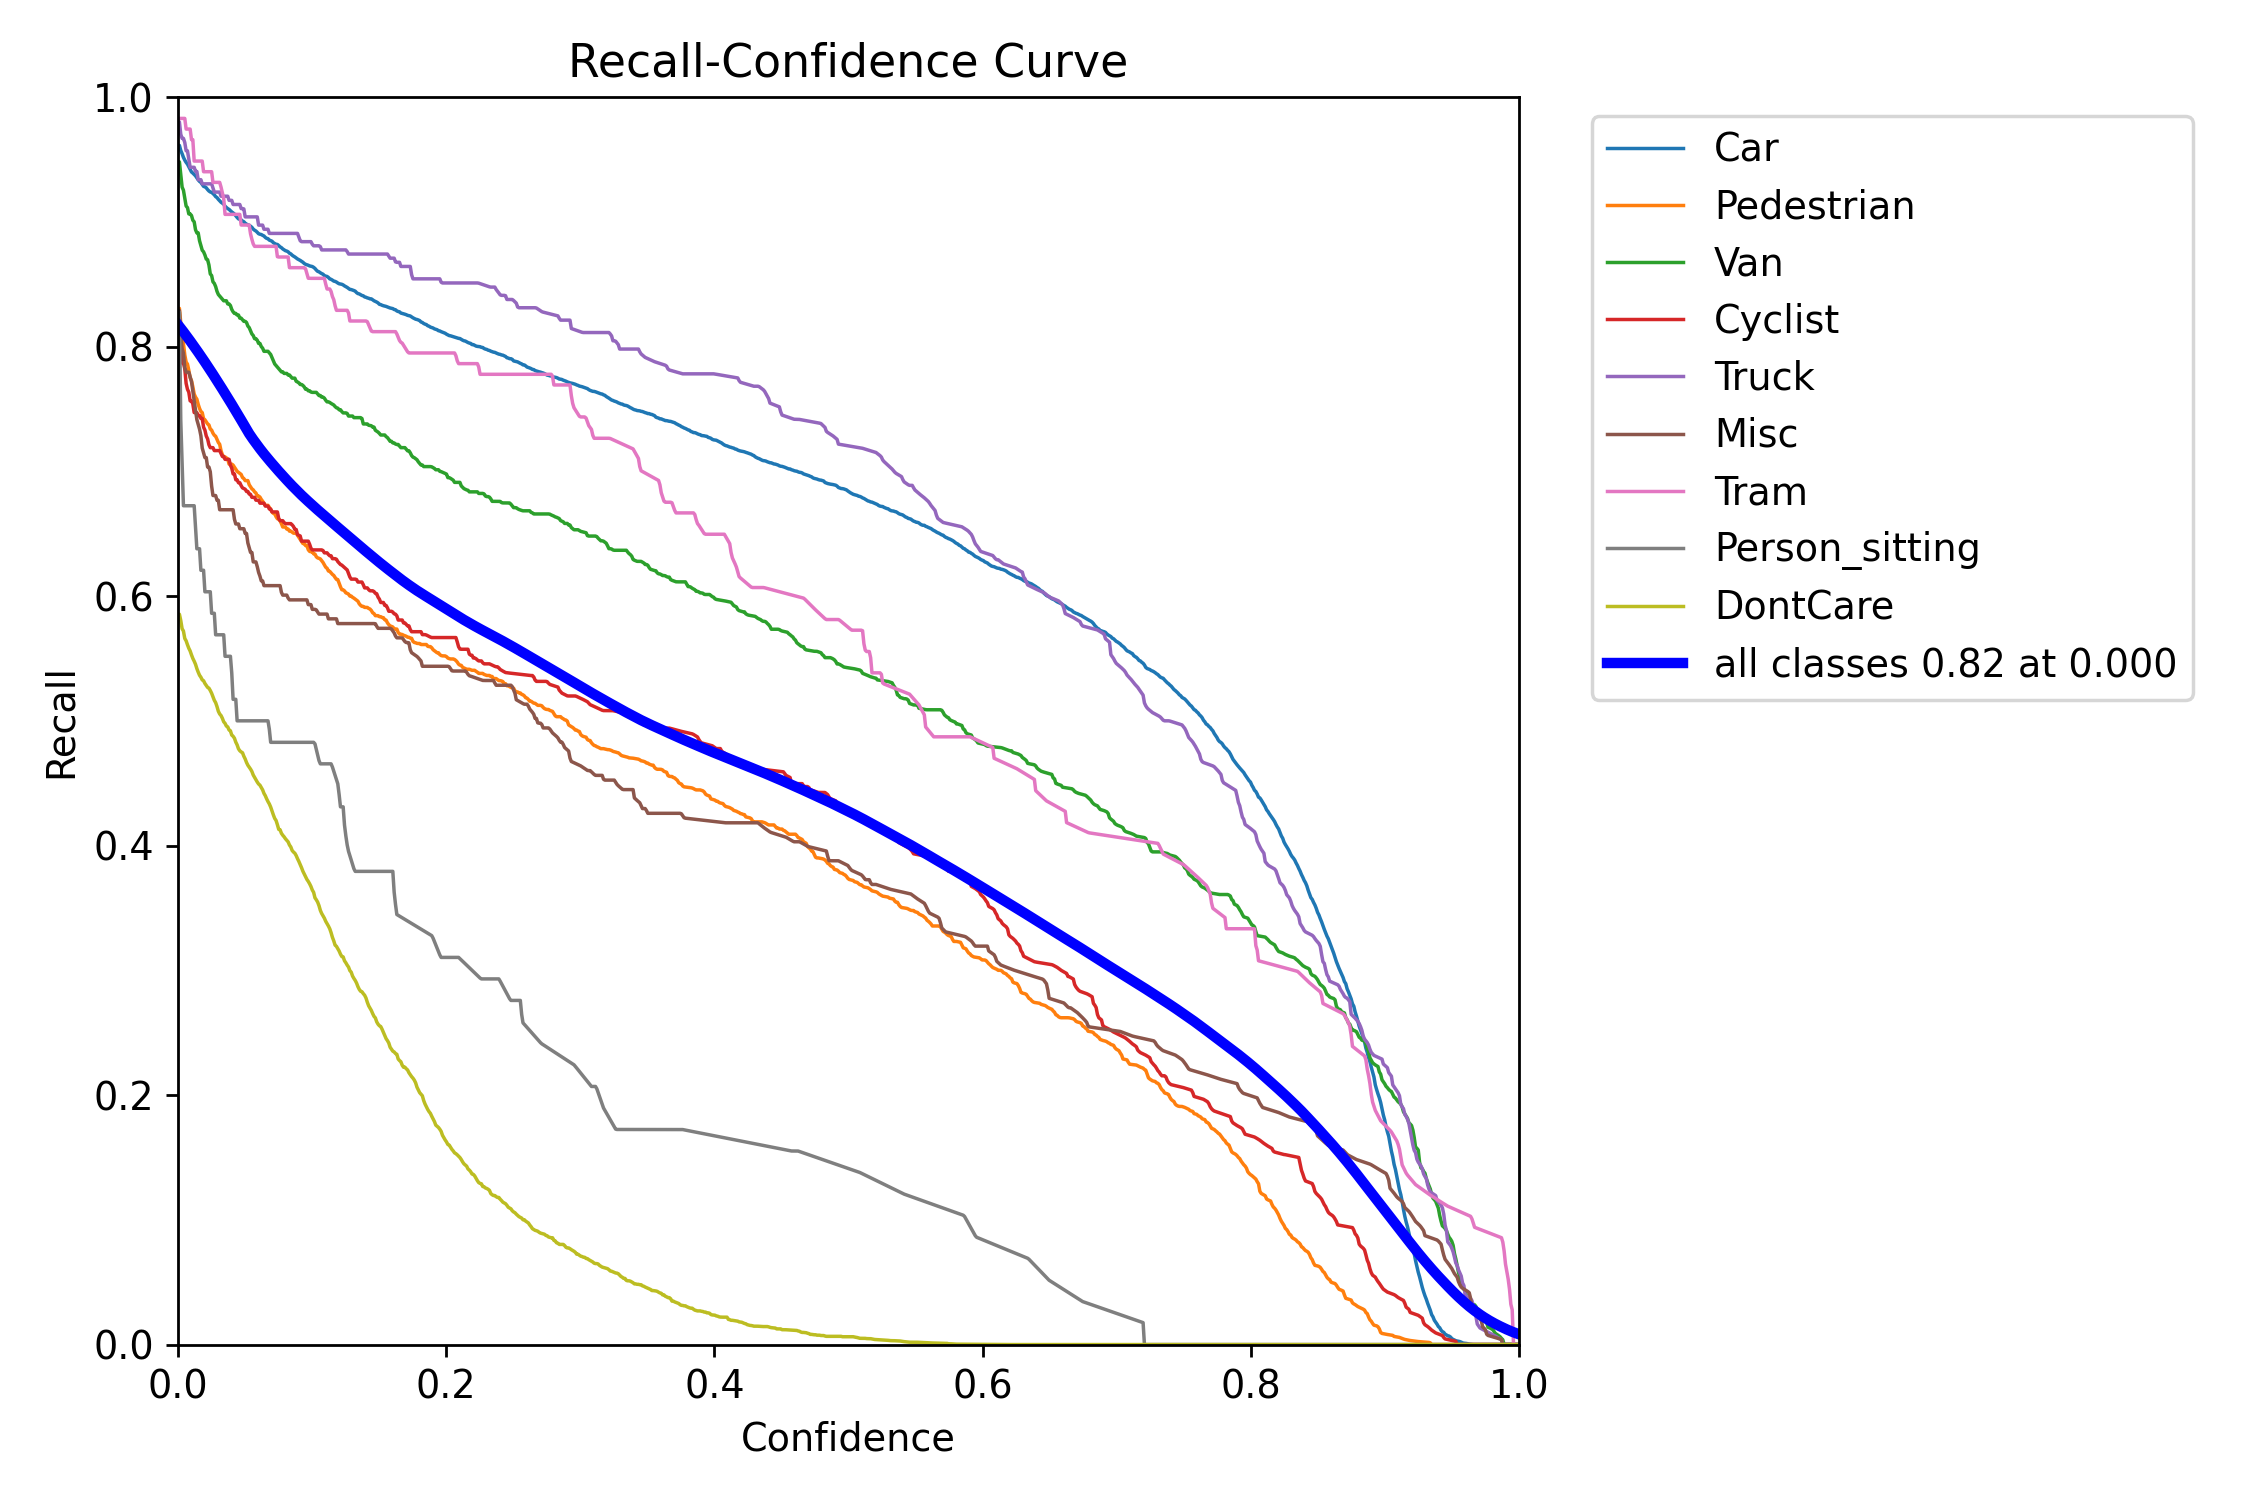 Recall-Confidence Curve
1.0
0.8
0.6
0.4
0.2
0.0
Recall
0.0 0.2 0.4 0.6 0.8 1.0
Confidence
Car
Pedestrian
Van
Cyclist
Truck
Misc
Tram
Person_sitting
DontCare
all classes 0.82 at 0.000